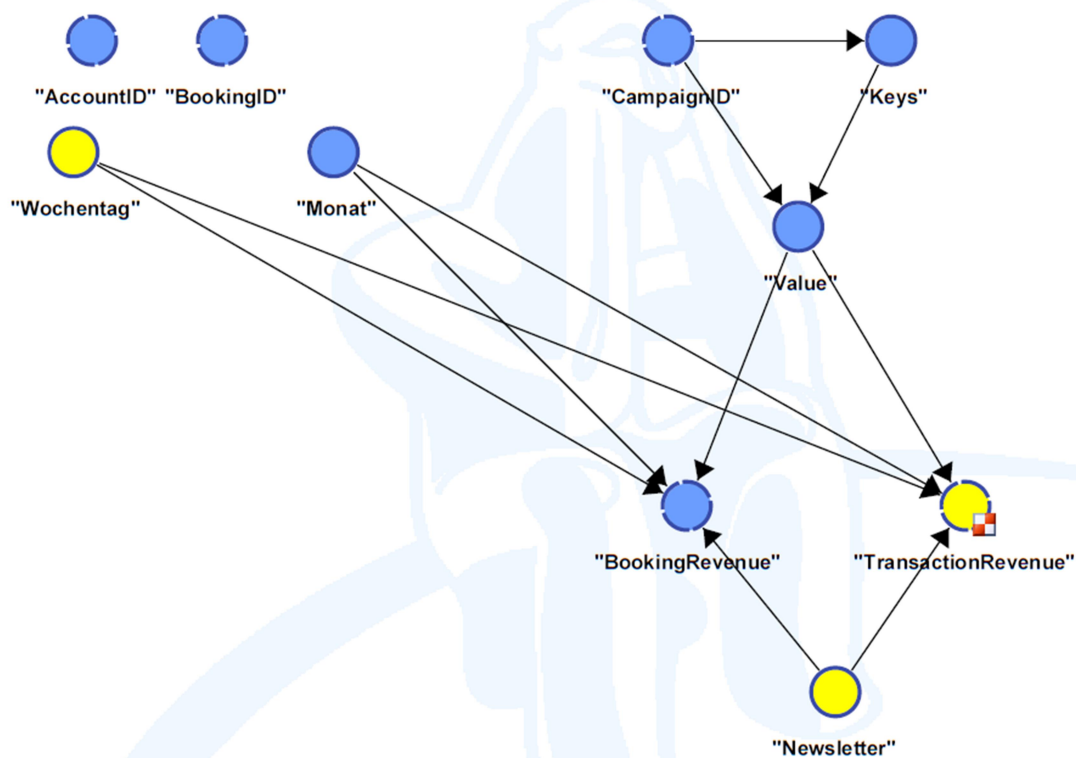 "AccountID" "BookingID" "CampaignID" "Keys"
"Wochentag" "Monat"
"Value"
"BookingRevenue" "TransactionRevenue"
"Newsletter"